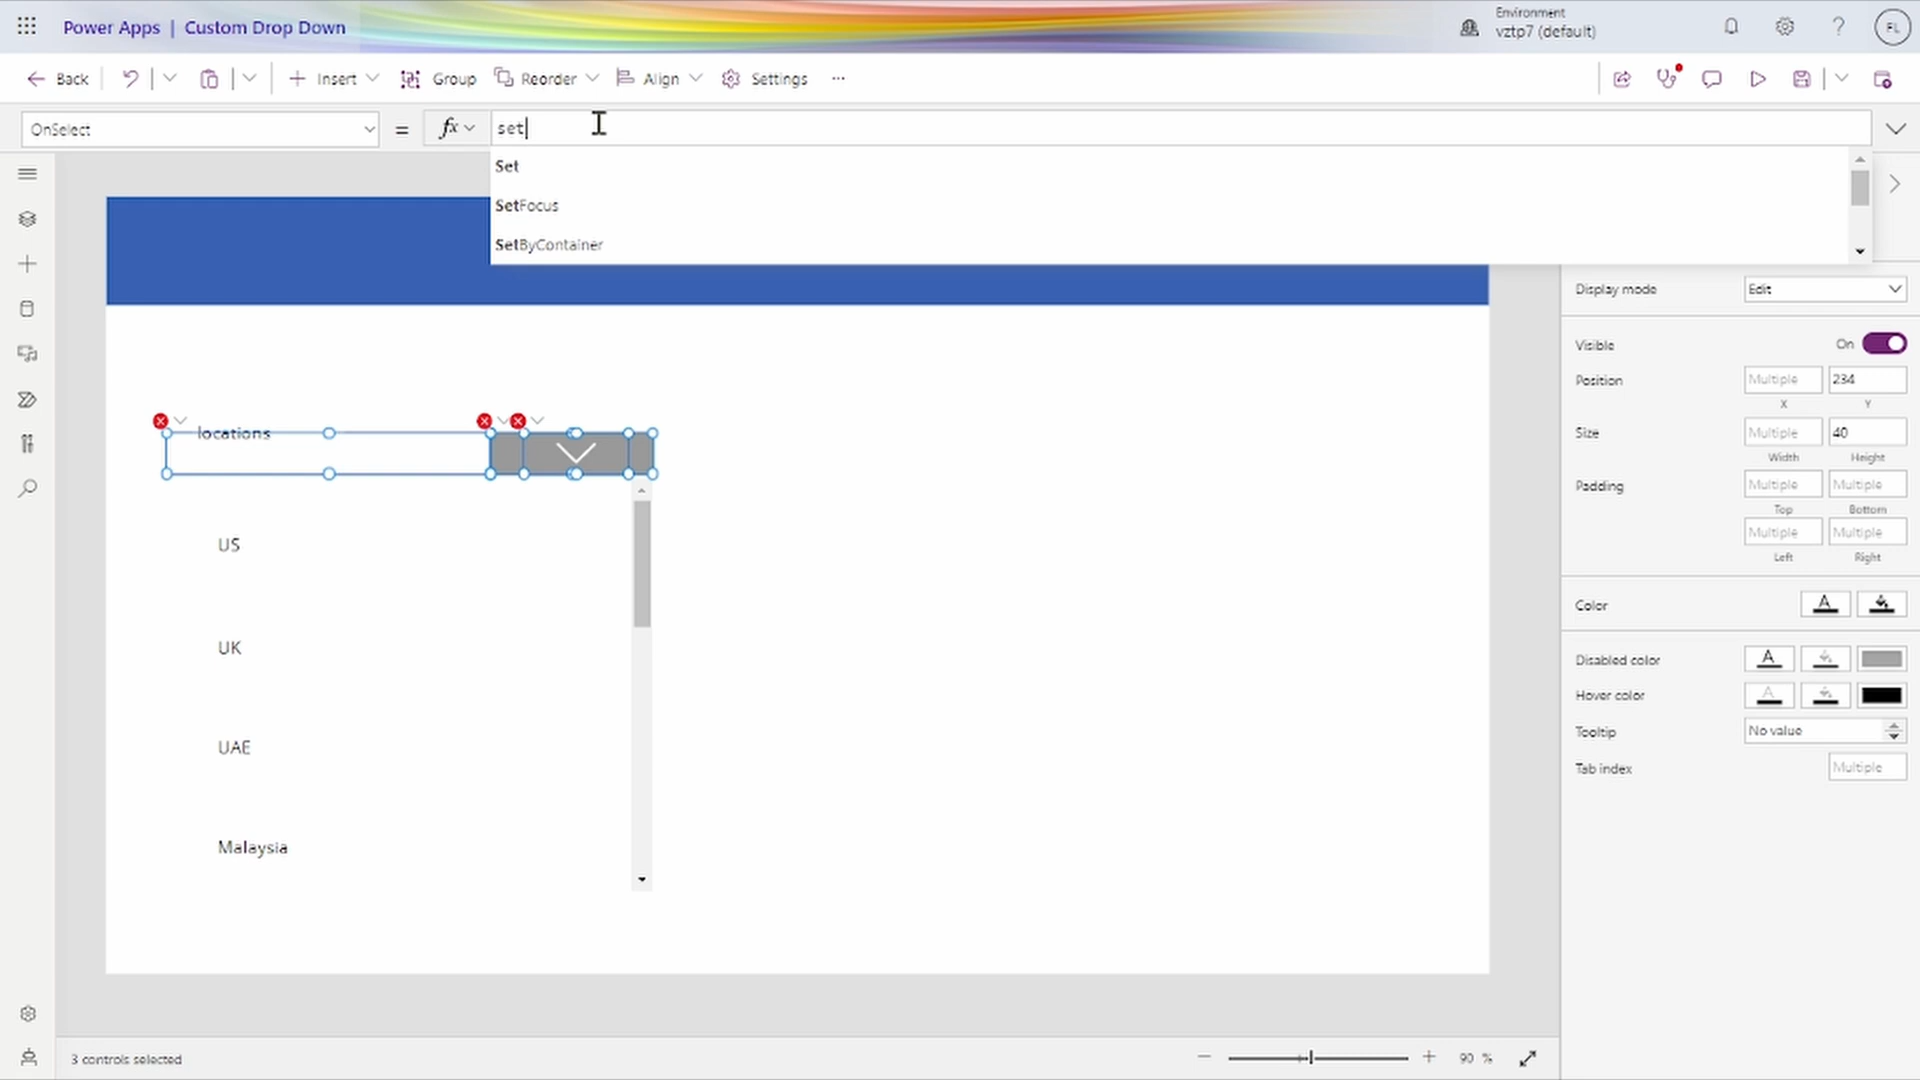 Power Apps | Custom Drop Down
Environment
vztp7 (default)
FL
Back
Insert
Group
Reorder
Align
Settings
OnSelect
=
fx
set
Set
SetFocus
SetByContainer
Display mode
Edit
Visible
On
Position
Multiple
234
X
Y
Size
Multiple
40
Width
Height
Padding
Multiple
Multiple
Top
Bottom
Multiple
Multiple
Left
Right
Color
Disabled color
Hover color
Tooltip
No value
Tab index
Multiple
locations
US
UK
UAE
Malaysia
3 controls selected
90 %